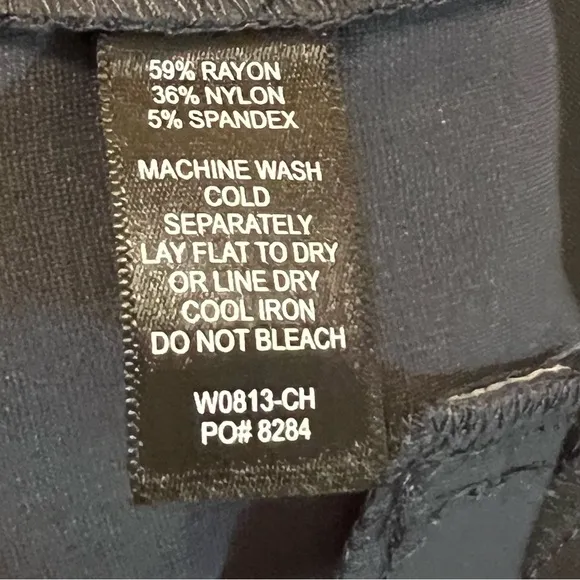 59% RAYON
36% NYLON
5% SPANDEX
MACHINE WASH
COLD
SEPARATELY
LAY FLAT TO DRY
OR LINE DRY
COOL IRON
DO NOT BLEACH
W0813-CH
PO# 8284